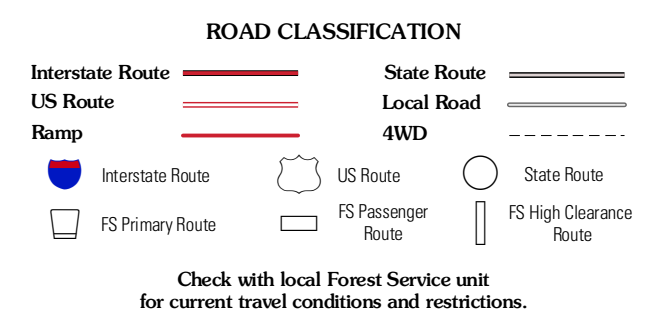 ROAD CLASSIFICATION
Interstate Route
State Route
US Route
Local Road
Ramp
4WD
Interstate Route
US Route
State Route
FS Primary Route
FS Passenger
Route
FS High Clearance
Route
Check with local Forest Service unit
for current travel conditions and restrictions.